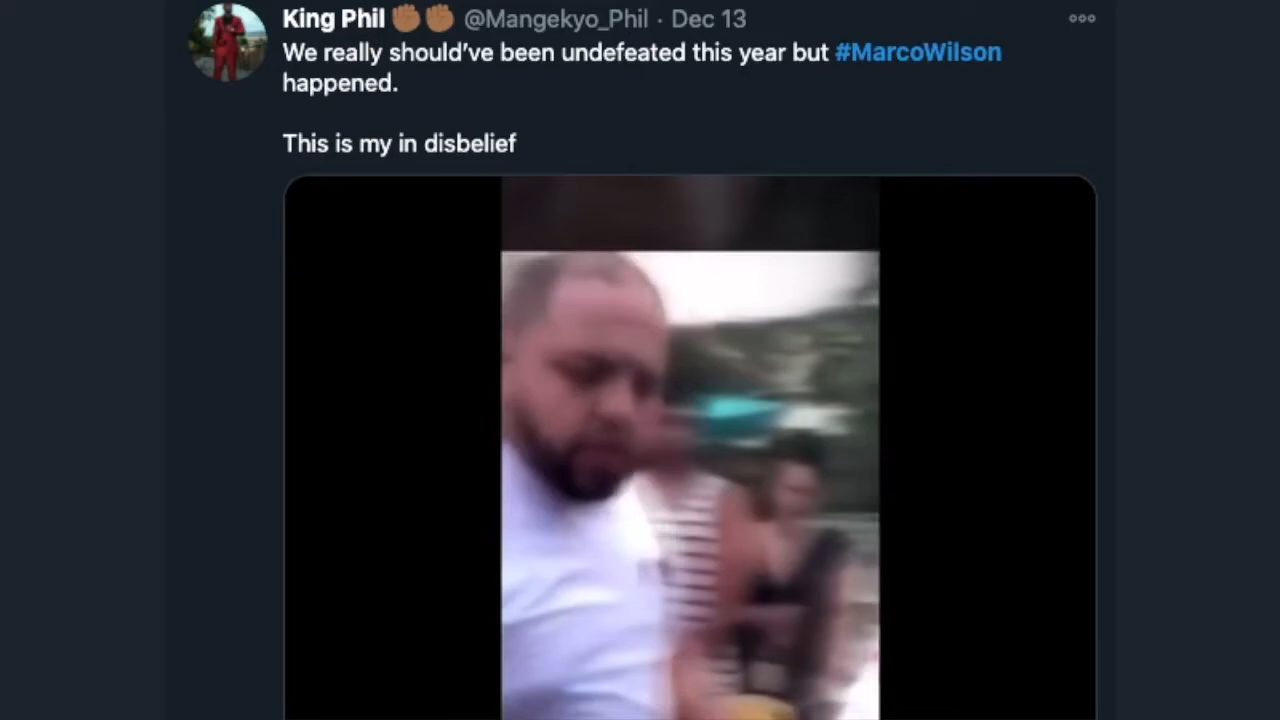 King Phil ✊🏾✊🏾 @Mangekyo_Phil · Dec 13
We really should’ve been undefeated this year but #MarcoWilson
happened.
This is my in disbelief